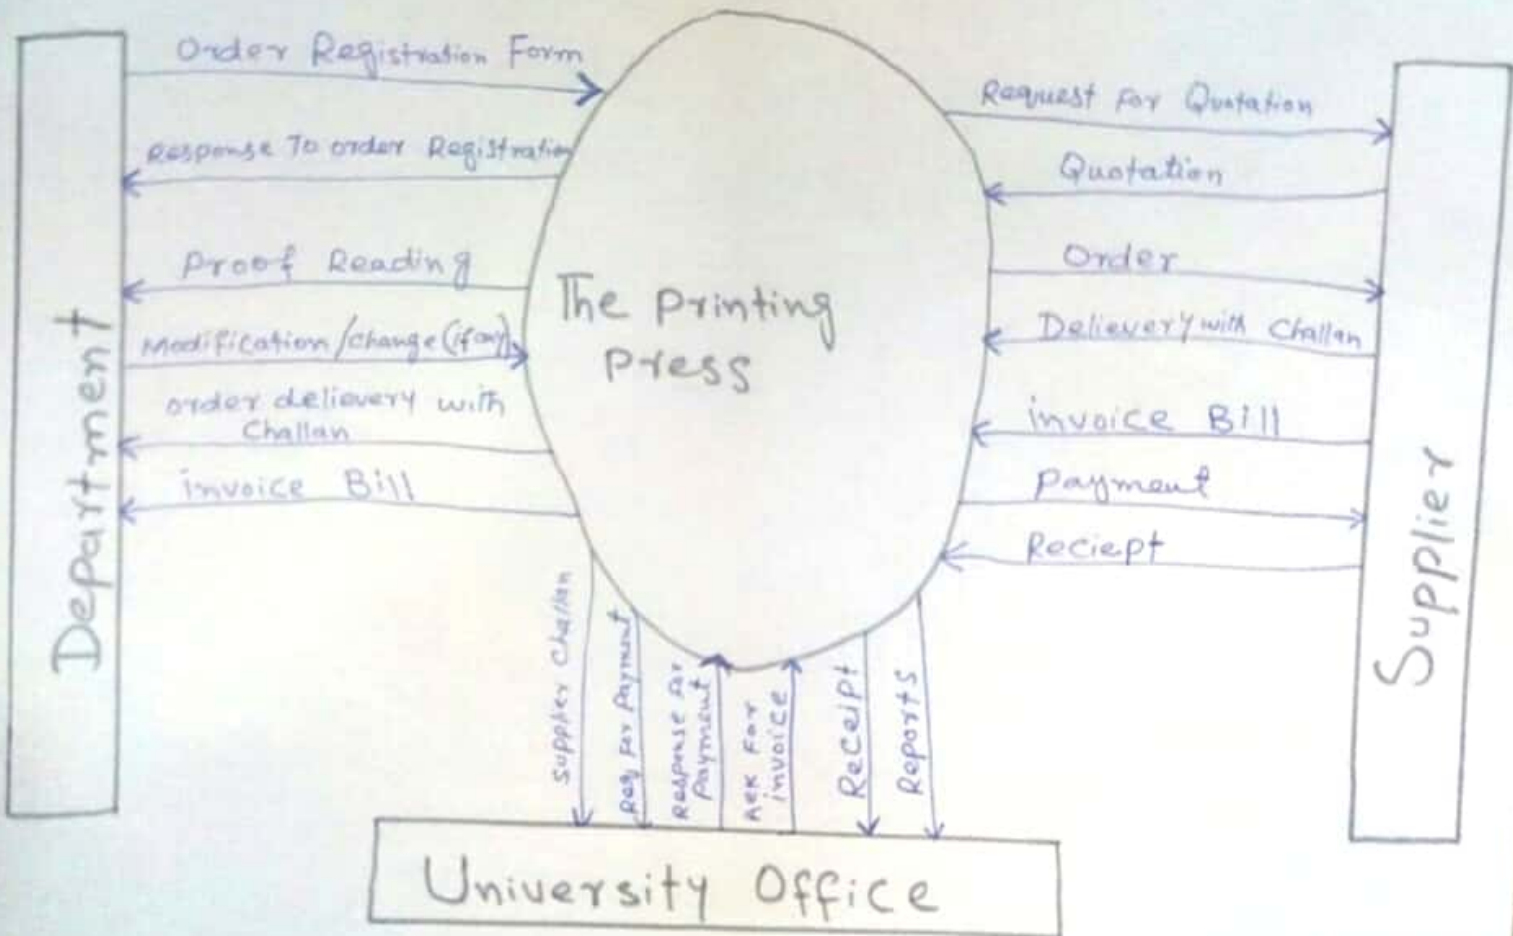 Order Registration Form
Response To order Registration
Proof Reading
Modification/change(if any)
order delievery with
Challan
invoice Bill
Department
The Printing
Press
Request For Quotation
Quotation
Order
Delievery with Challan
invoice Bill
Payment
Reciept
Supplier
Supplier Challan
Req For Payment
Response For
Payment
Ask For
invoice
Receipt
Reports
University Office